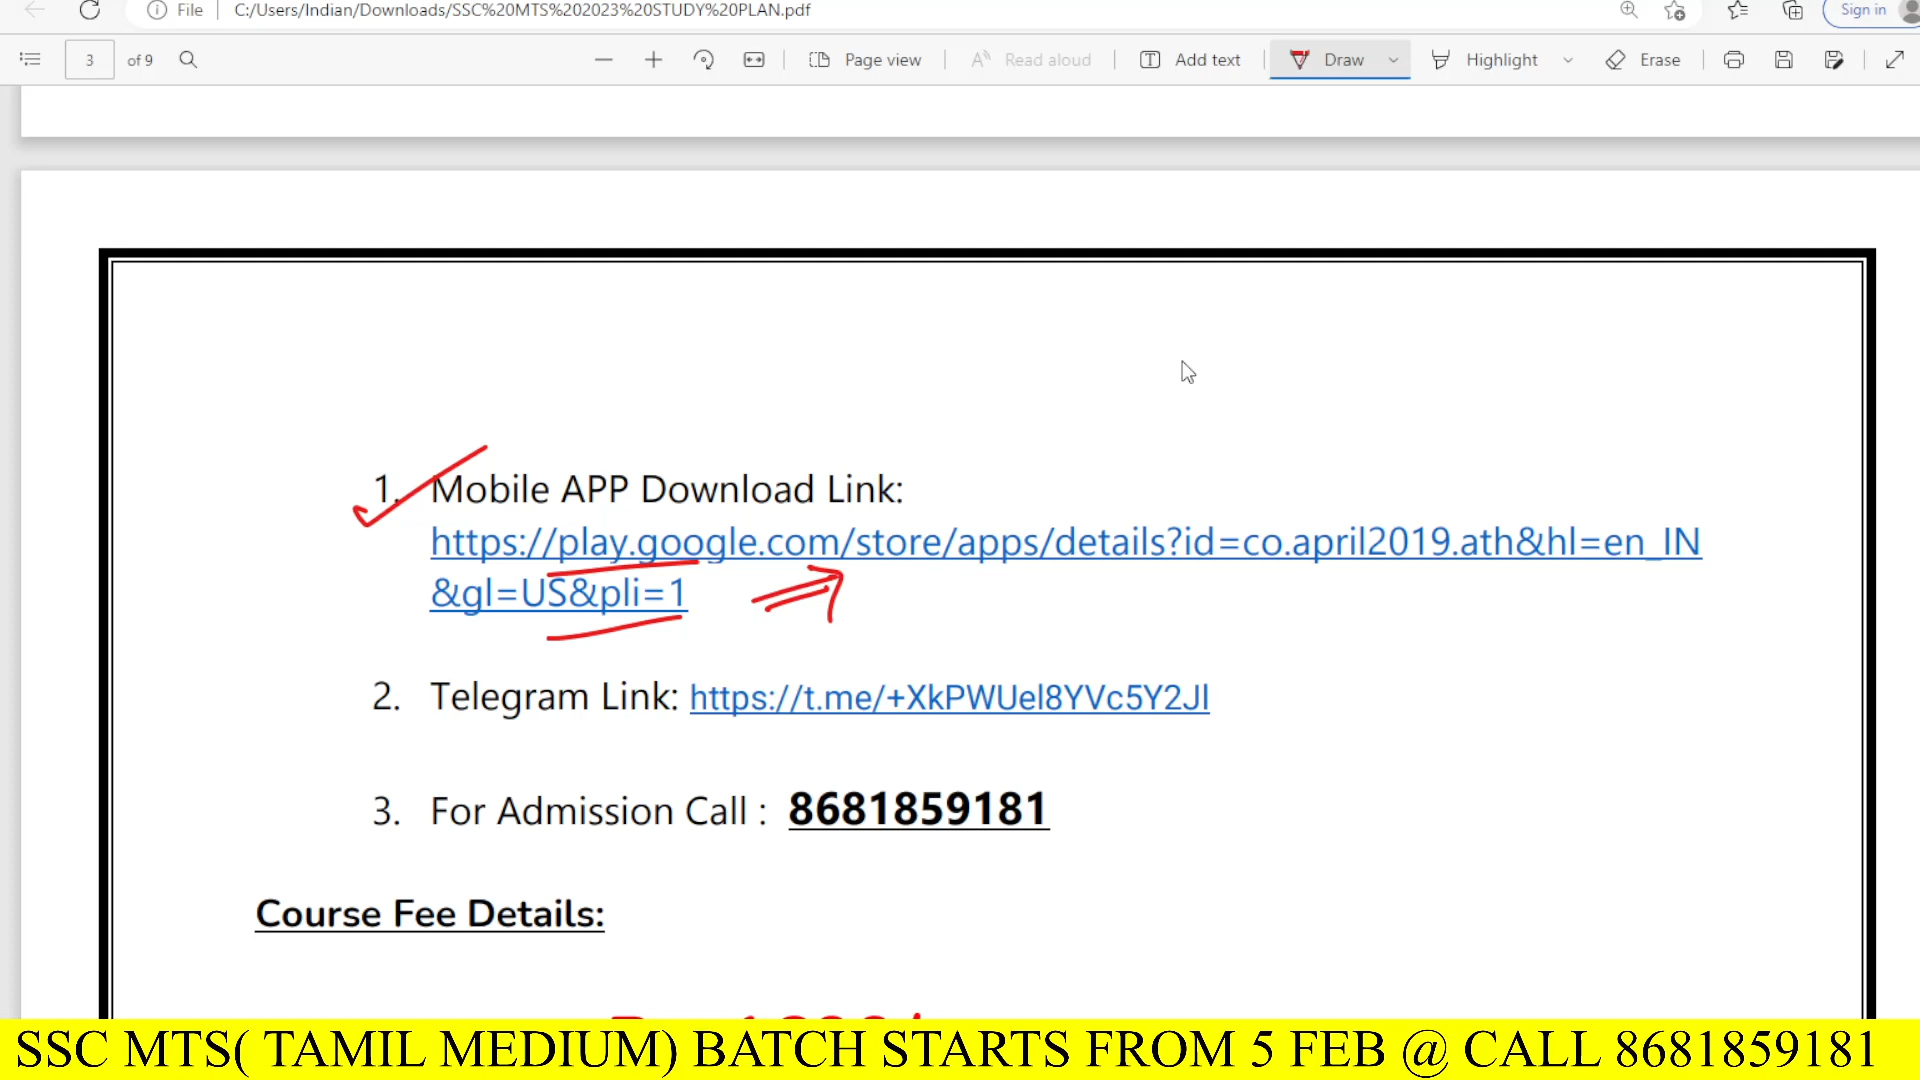 File C:/Users/Indian/Downloads/SSC%20MTS%202023%20STUDY%20PLAN.pdf Sign in
3 of 9 Page view Read aloud Add text Draw Highlight Erase
1. Mobile APP Download Link:
https://play.google.com/store/apps/details?id=co.april2019.ath&hl=en_IN
&gl=US&pli=1
2. Telegram Link: https://t.me/+XkPWUel8YVc5Y2Jl
3. For Admission Call : 8681859181
Course Fee Details:
SSC MTS( TAMIL MEDIUM) BATCH STARTS FROM 5 FEB @ CALL 8681859181